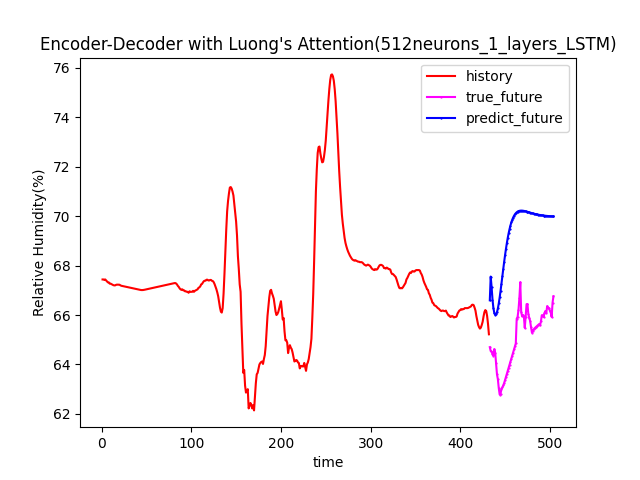 Encoder-Decoder with Luong's Attention(512neurons_1_layers_LSTM)
76
74
72
70
68
66
64
62
Relative Humidity(%)
history
true_future
predict_future
0
100
200
300
400
500
time